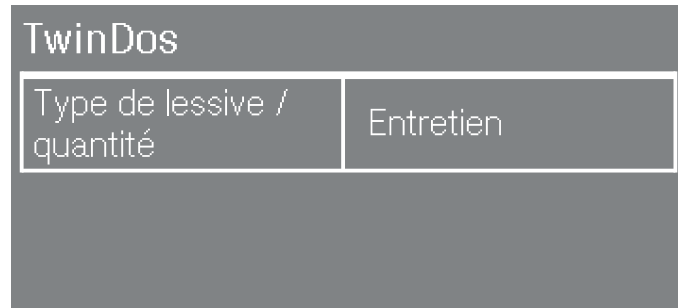 TwinDos
Type de lessive /
quantité
Entretien